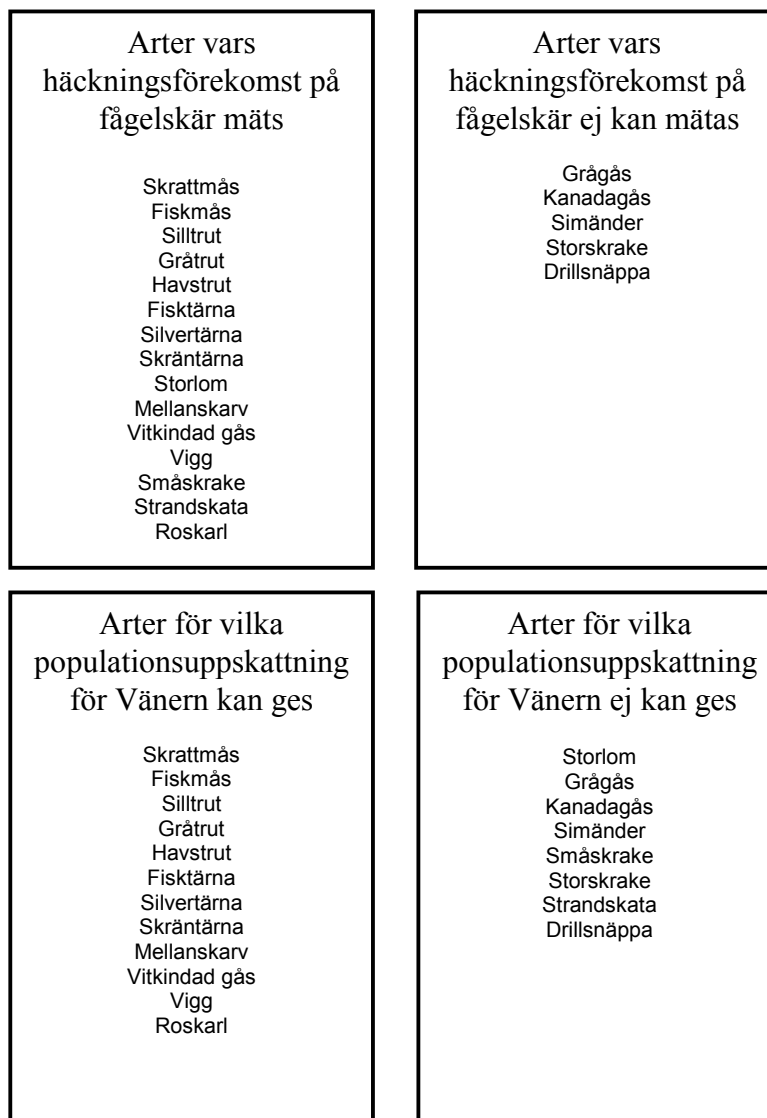 Arter vars
häckningsförekomst på
fågelskär mäts
Skrattmås
Fiskmås
Silltrut
Gråtrut
Havstrut
Fisktärna
Silvertärna
Skräntärna
Storlom
Mellanskarv
Vitkindad gås
Vigg
Småskrake
Strandskata
Roskarl
Arter vars
häckningsförekomst på
fågelskär ej kan mätas
Grågås
Kanadagås
Simänder
Storskrake
Drillsnäppa
Arter för vilka
populationsuppskattning
för Vänern kan ges
Skrattmås
Fiskmås
Silltrut
Gråtrut
Havstrut
Fisktärna
Silvertärna
Skräntärna
Mellanskarv
Vitkindad gås
Vigg
Roskarl
Arter för vilka
populationsuppskattning
för Vänern ej kan ges
Storlom
Grågås
Kanadagås
Simänder
Småskrake
Storskrake
Strandskata
Drillsnäppa